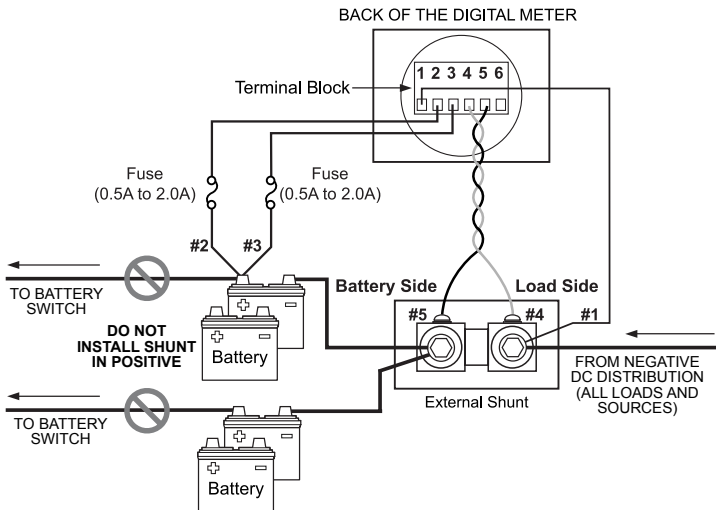 BACK OF THE DIGITAL METER
1 2 3 4 5 6
Terminal Block
Fuse
(0.5A to 2.0A)
Fuse
(0.5A to 2.0A)
#2
#3
TO BATTERY
SWITCH
DO NOT
INSTALL SHUNT
IN POSITIVE
+ −
+ −
Battery
Battery Side
Load Side
#5
#4
#1
External Shunt
FROM NEGATIVE
DC DISTRIBUTION
(ALL LOADS AND
SOURCES)
TO BATTERY
SWITCH
+ −
+ −
Battery